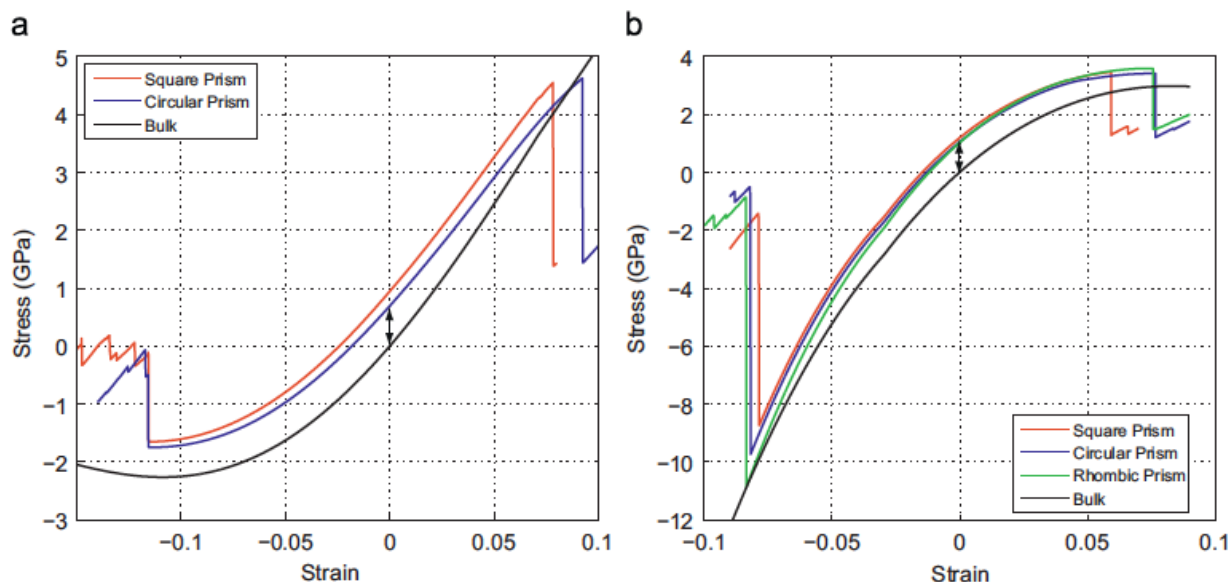 a
5
4
3
2
1
0
−1
−2
−3
Stress (GPa)
Square Prism
Circular Prism
Bulk
−0.1
−0.05
0
0.05
0.1
Strain
b
4
2
0
−2
−4
−6
−8
−10
−12
Stress (GPa)
Square Prism
Circular Prism
Rhombic Prism
Bulk
−0.1
−0.05
0
0.05
0.1
Strain